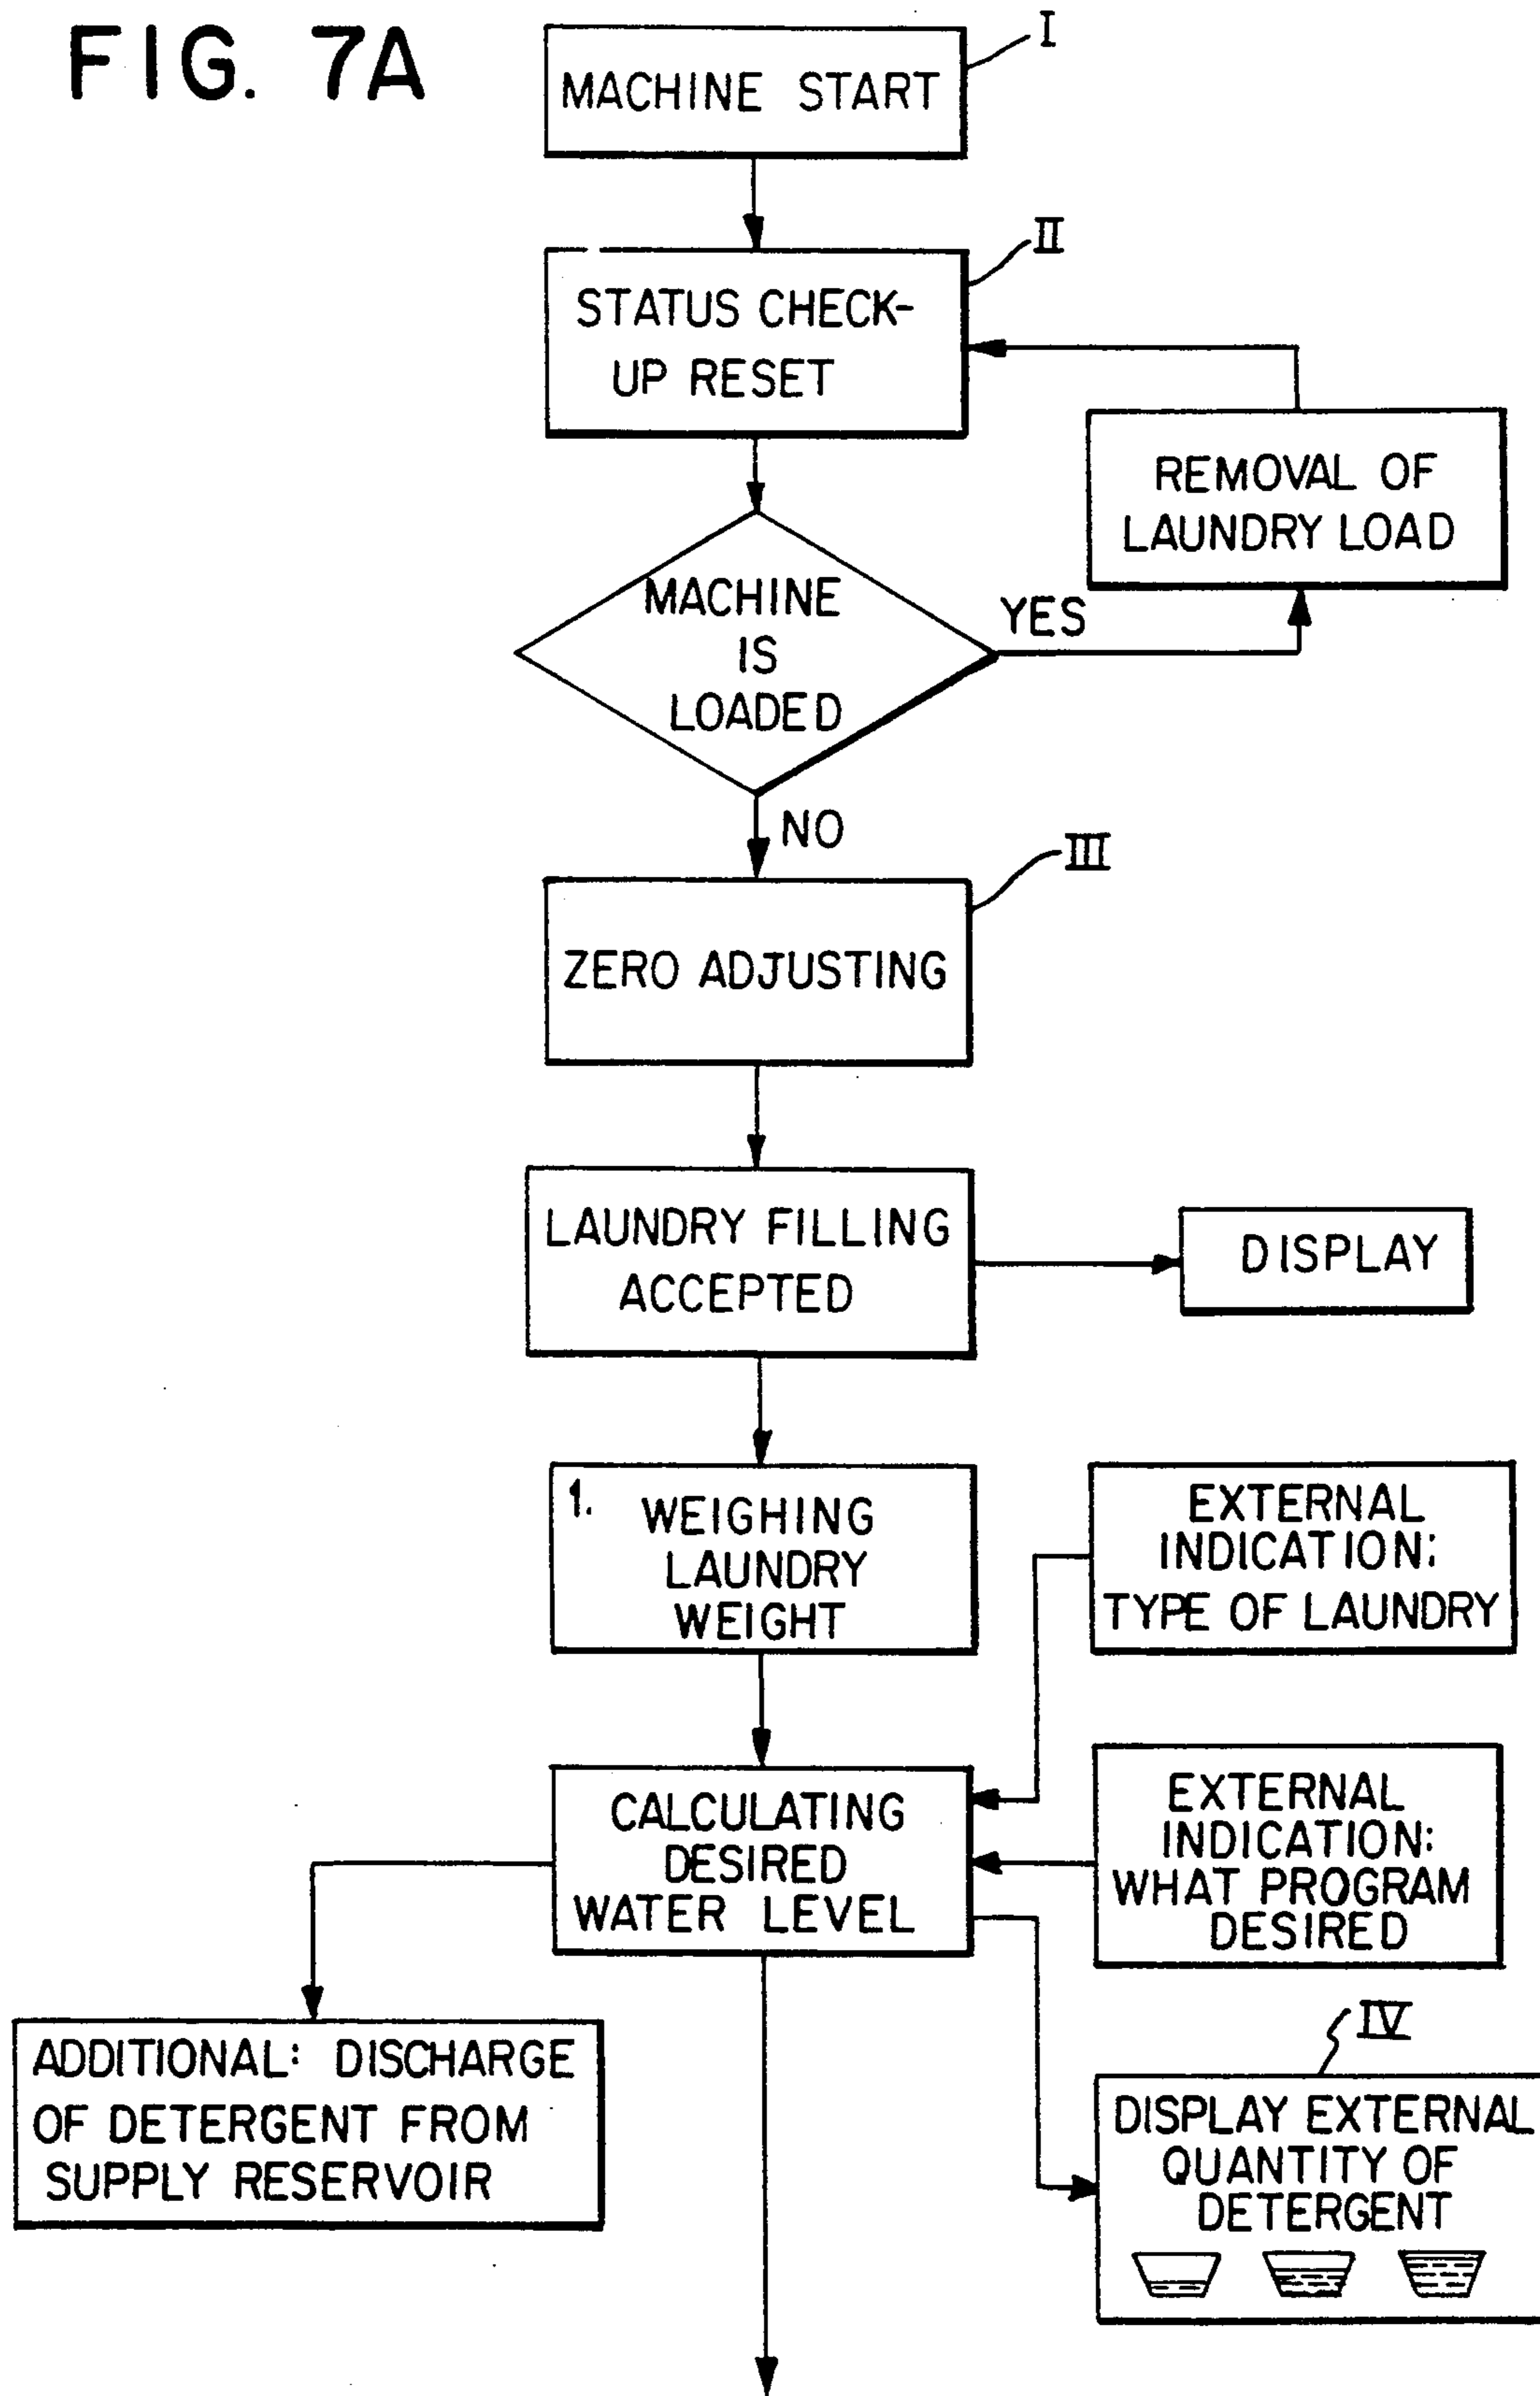 FIG. 7A
I
MACHINE START
II
STATUS CHECK-
UP RESET
REMOVAL OF
LAUNDRY LOAD
MACHINE
IS
LOADED
YES
NO
III
ZERO ADJUSTING
LAUNDRY FILLING
ACCEPTED
DISPLAY
1. WEIGHING
LAUNDRY
WEIGHT
EXTERNAL
INDICATION:
TYPE OF LAUNDRY
CALCULATING
DESIRED
WATER LEVEL
EXTERNAL
INDICATION:
WHAT PROGRAM
DESIRED
ADDITIONAL: DISCHARGE
OF DETERGENT FROM
SUPPLY RESERVOIR
IV
DISPLAY EXTERNAL
QUANTITY OF
DETERGENT